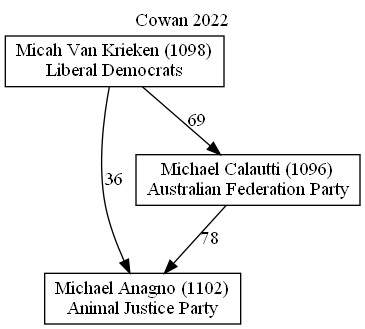 Cowan 2022
Micah Van Krieken (1098)
Liberal Democrats
69
Michael Calautti (1096)
Australian Federation Party
36
78
Michael Anagno (1102)
Animal Justice Party